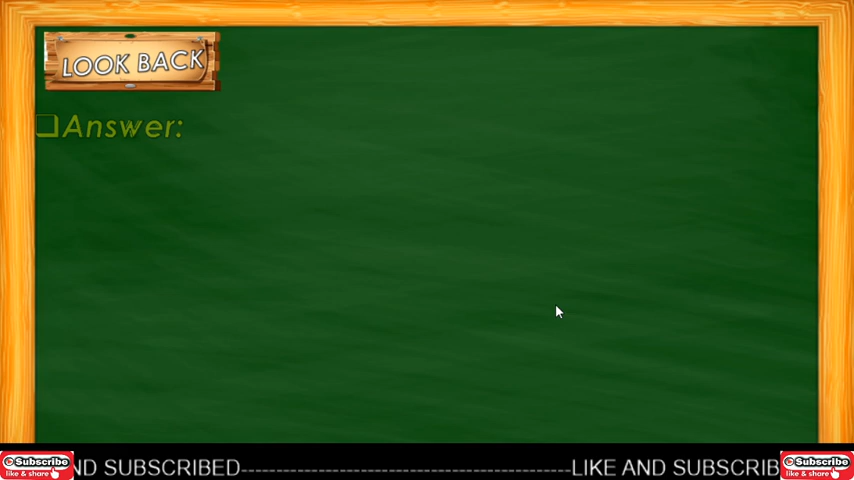 LOOK BACK
❑Answer:
Subscribe
like & share
ND SUBSCRIBED-----------------------------------------------LIKE AND SUBSCRIB
Subscribe
like & share